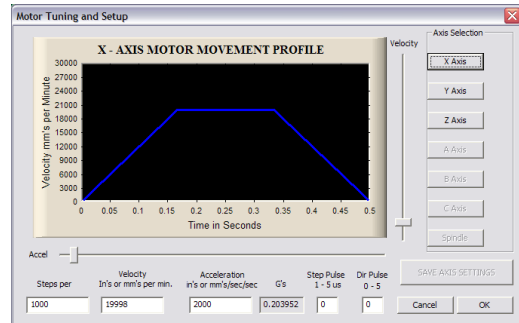 Motor Tuning and Setup
X - AXIS MOTOR MOVEMENT PROFILE
Velocity mm's per Minute
30000
27000
24000
21000
18000
15000
12000
9000
6000
3000
0
0 0.05 0.1 0.15 0.2 0.25 0.3 0.35 0.4 0.45 0.5
Time in Seconds
Velocity
Axis Selection
X Axis
Y Axis
Z Axis
A Axis
B Axis
C Axis
Spindle
Accel
Steps per
Velocity
In's or mm's per min.
Acceleration
in's or mm's/sec/sec
G's
Step Pulse
1 - 5 us
Dir Pulse
0 - 5
1000
19998
2000
0.203952
0
0
SAVE AXIS SETTINGS
Cancel
OK